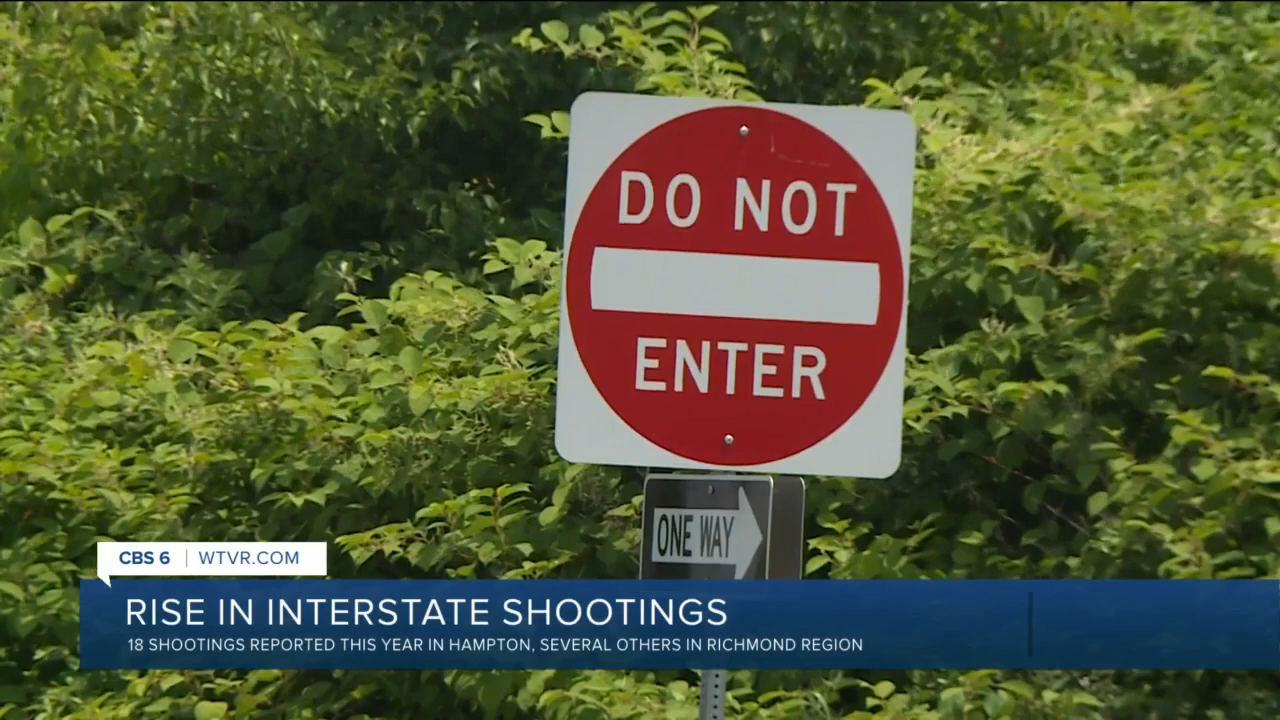 DO NOT
ENTER
ONE WAY
CBS 6 | WTVR.COM
RISE IN INTERSTATE SHOOTINGS
18 SHOOTINGS REPORTED THIS YEAR IN HAMPTON, SEVERAL OTHERS IN RICHMOND REGION